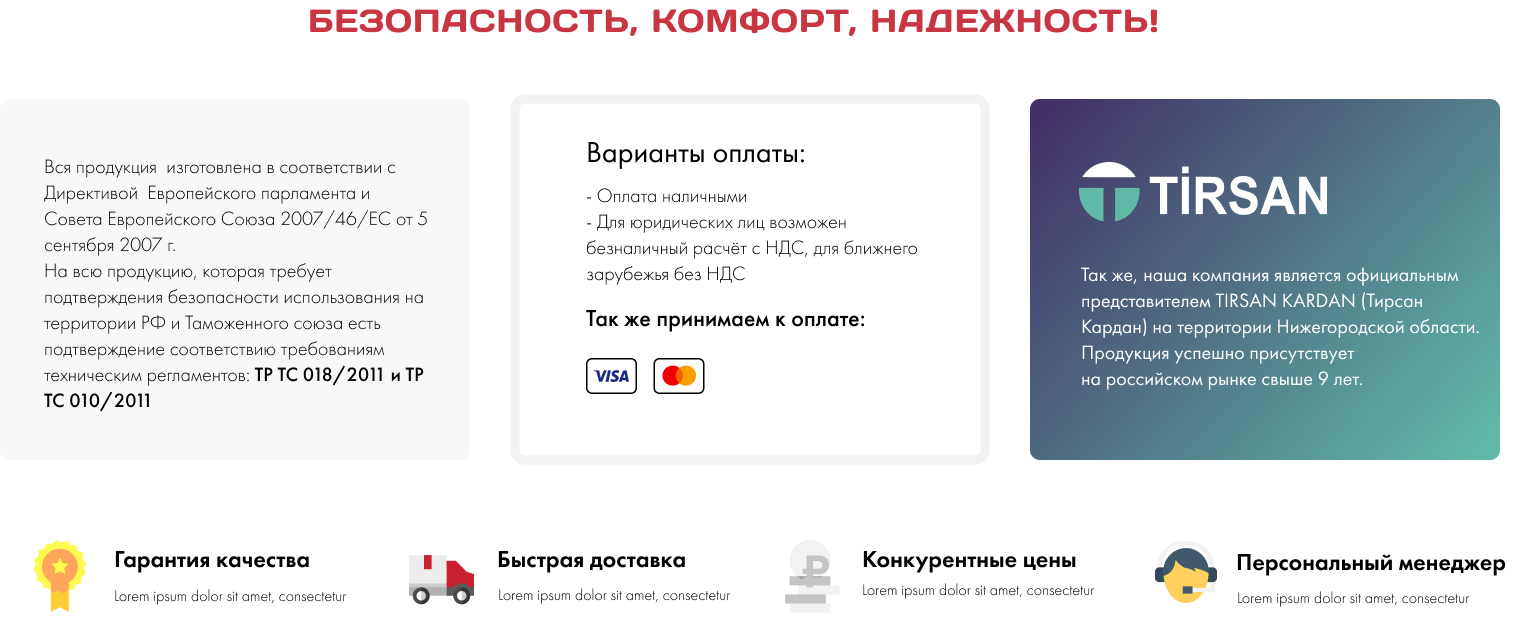 БЕЗОПАСНОСТЬ, КОМФОРТ, НАДЕЖНОСТЬ!
Вся продукция  изготовлена в соответствии с
Директивой  Европейского парламента и
Совета Европейского Союза 2007/46/ЕС от 5
сентября 2007 г.
На всю продукцию, которая требует
подтверждения безопасности использования на
территории РФ и Таможенного союза есть
подтверждение соответствию требованиям
техническим регламентов: ТР ТС 018/2011 и ТР
ТС 010/2011
Варианты оплаты:
- Оплата наличными
- Для юридических лиц возможен
безналичный расчёт с НДС, для ближнего
зарубежья без НДС
Так же принимаем к оплате:
VISA
TİRSAN
Так же, наша компания является официальным
представителем TIRSAN KARDAN (Тирсан
Кардан) на территории Нижегородской области.
Продукция успешно присутствует
на российском рынке свыше 9 лет.
Гарантия качества
Lorem ipsum dolor sit amet, consectetur
Быстрая доставка
Lorem ipsum dolor sit amet, consectetur
₽
Конкурентные цены
Lorem ipsum dolor sit amet, consectetur
Персональный менеджер
Lorem ipsum dolor sit amet, consectetur